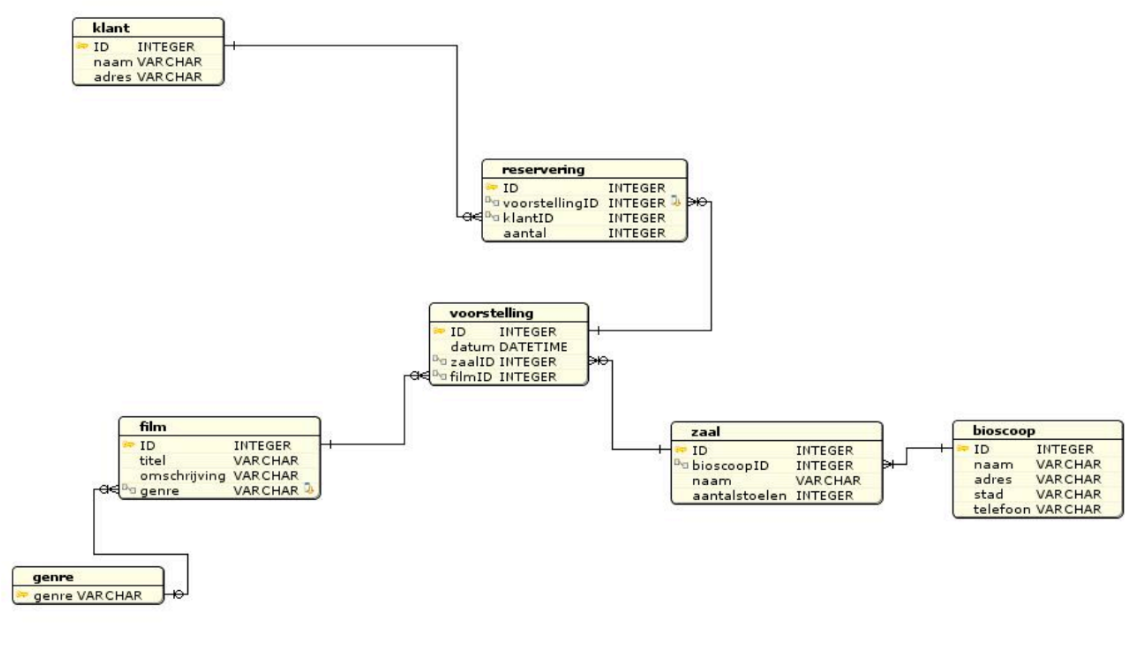 klant
ID INTEGER
naam VARCHAR
adres VARCHAR
reservering
ID INTEGER
voorstellingID INTEGER
klantID INTEGER
aantal INTEGER
voorstelling
ID INTEGER
datum DATETIME
zaalID INTEGER
filmID INTEGER
film
ID INTEGER
titel VARCHAR
omschrijving VARCHAR
genre VARCHAR
zaal
ID INTEGER
bioscoopID INTEGER
naam VARCHAR
aantalstoelen INTEGER
bioscoop
ID INTEGER
naam VARCHAR
adres VARCHAR
stad VARCHAR
telefoon VARCHAR
genre
genre VARCHAR